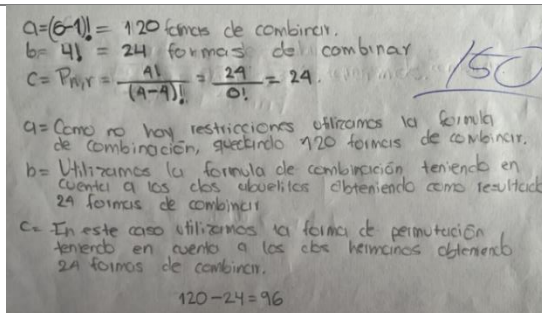 a=(6-1)! = 120 formas de combinar.
b= 4! = 24 formas de combinar
c= Pn,r = 4!/(4-4)! = 24/0! = 24.
150
a= Como no hay restricciones utilizamos la formula
de combinación, quedando 120 formas de combinar.
b= Utilizamos la formula de combinación teniendo en
cuenta a los dos abuelitos obteniendo como resultado
24 formas de combinar
c= En este caso utilizamos la forma de permutación
teniendo en cuenta a los dos hermanos obteniendo
24 formas de combinar.
120-24=96